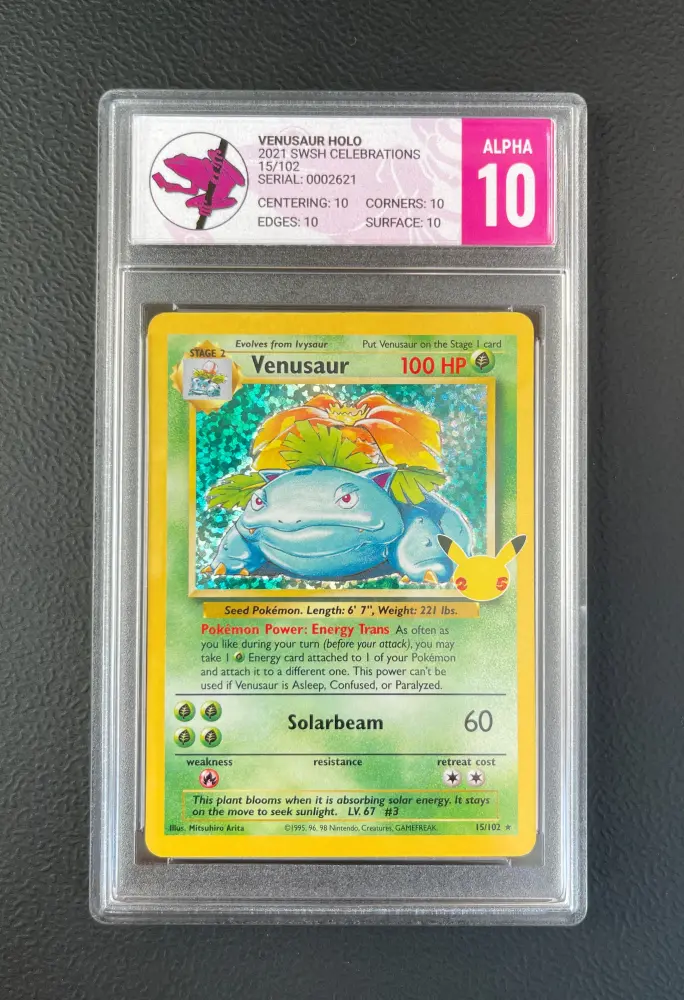 VENUSAUR HOLO
2021 SWSH CELEBRATIONS
15/102
SERIAL: 0002621
CENTERING: 10 CORNERS: 10
EDGES: 10 SURFACE: 10
ALPHA
10
Evolves from Ivysaur Put Venusaur on the Stage 1 card
STAGE 2
Venusaur 100 HP
25
Seed Pokémon. Length: 6' 7", Weight: 221 lbs.
Pokémon Power: Energy Trans As often as
you like during your turn (before your attack), you may
take 1 Energy card attached to 1 of your Pokémon
and attach it to a different one. This power can't be
used if Venusaur is Asleep, Confused, or Paralyzed.
Solarbeam 60
weakness resistance retreat cost
This plant blooms when it is absorbing solar energy. It stays
on the move to seek sunlight. LV. 67 #3
Illus. Mitsuhiro Arita ©1995, 96, 98 Nintendo, Creatures, GAMEFREAK. 15/102 ★